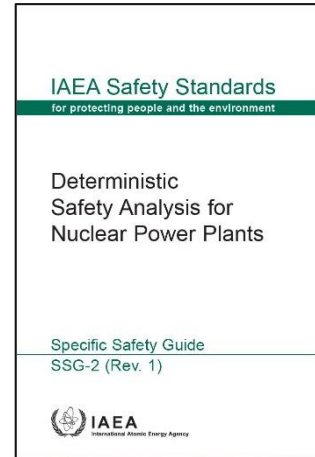 IAEA Safety Standards
for protecting people and the environment
Deterministic
Safety Analysis for
Nuclear Power Plants
Specific Safety Guide
SSG-2 (Rev. 1)
IAEA
International Atomic Energy Agency